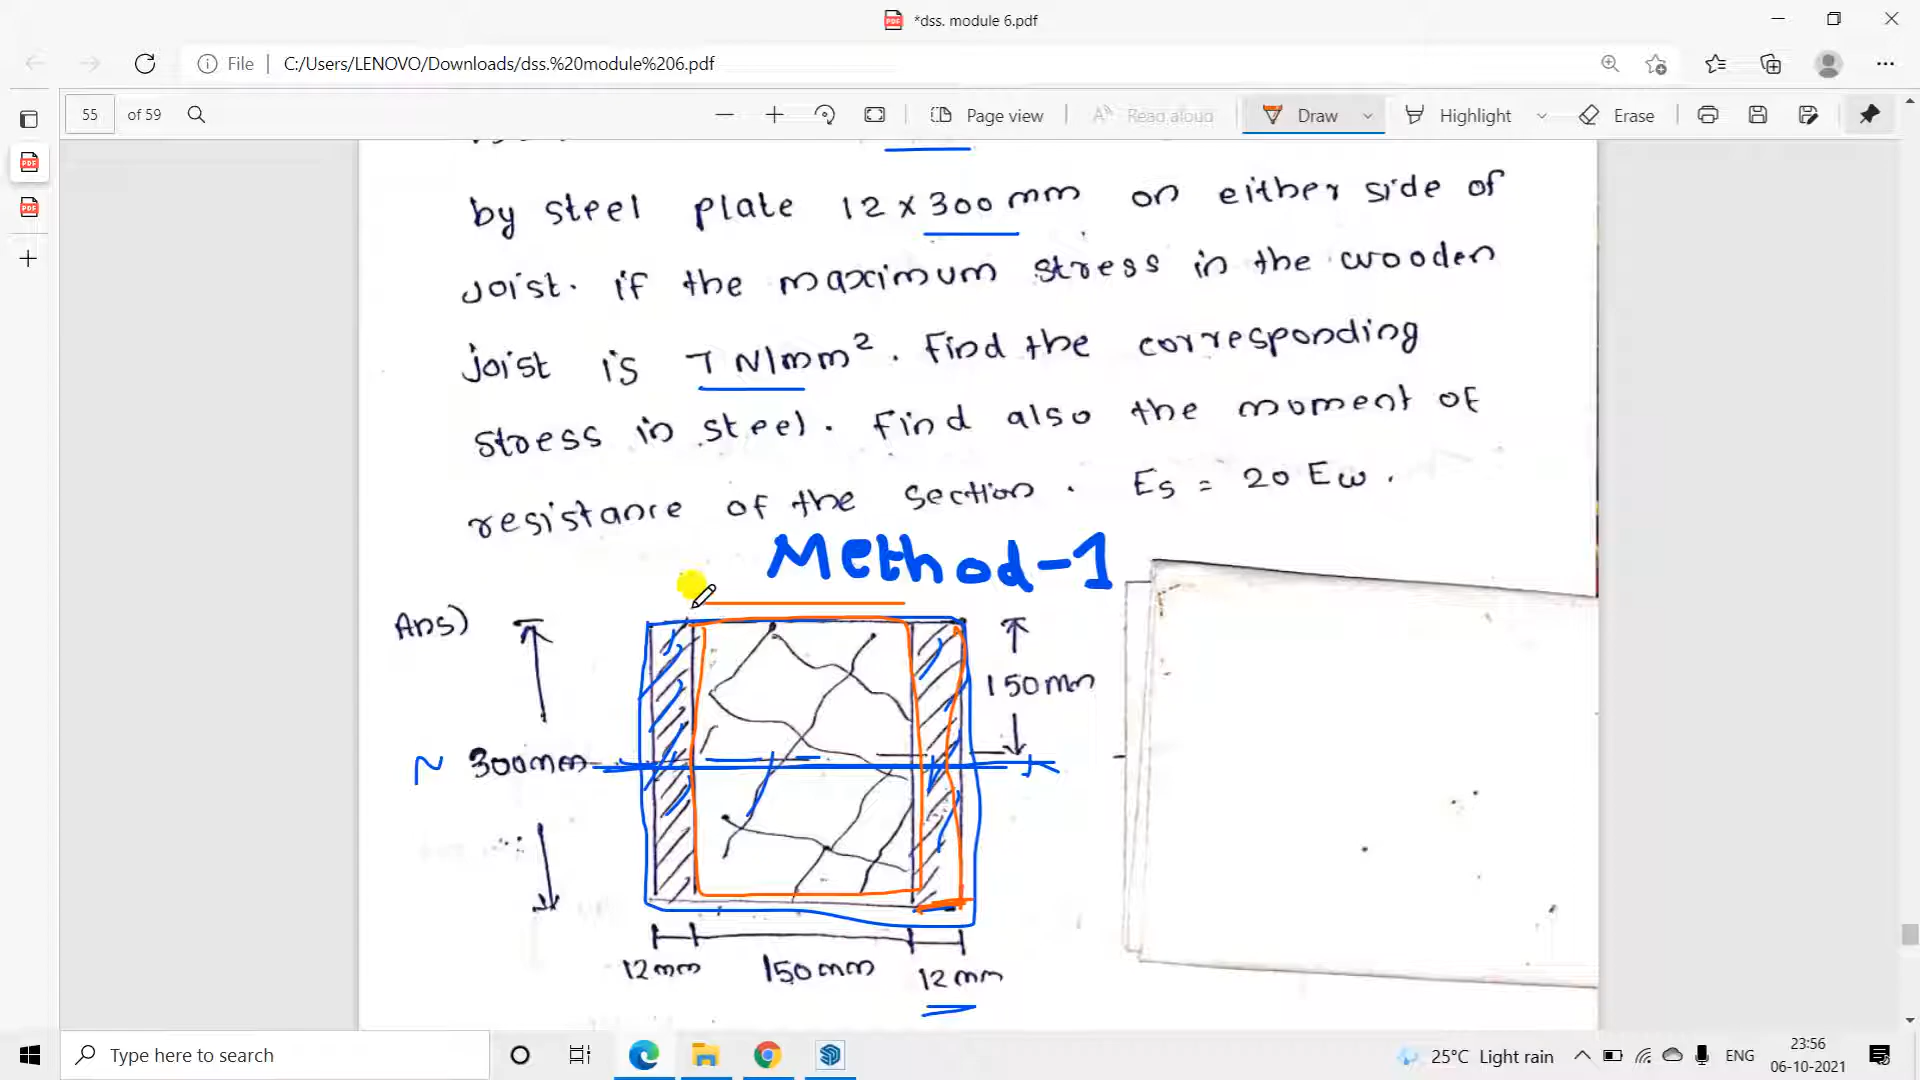 *dss. module 6.pdf
File
C:/Users/LENOVO/Downloads/dss.%20module%206.pdf
55 of 59
Page view
Read aloud
Draw
Highlight
Erase
by steel plate 12 x 300 mm on either side of
joist. if the maximum stress in the wooden
joist is 7 N/mm². Find the corresponding
stress in steel. Find also the moment of
resistance of the section. Es = 20 Ew.
Method-1
Ans)
150mm
N 300mm
12mm 150mm 12mm
Type here to search
25°C Light rain
ENG
23:56
06-10-2021